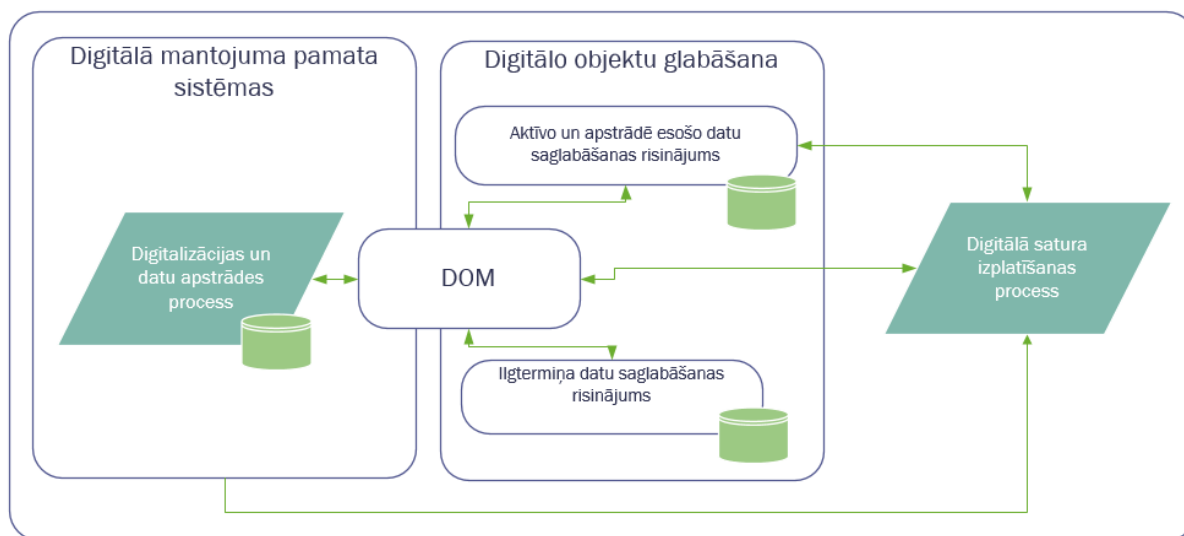 Digitālā mantojuma pamata
sistēmas
Digitālo objektu glabāšana
Aktīvo un apstrādē esošo datu
saglabāšanas risinājums
Digitalizācijas un
datu apstrādes
process
DOM
Digitālā satura
izplatīšanas
process
Ilgtermiņa datu saglabāšanas
risinājums